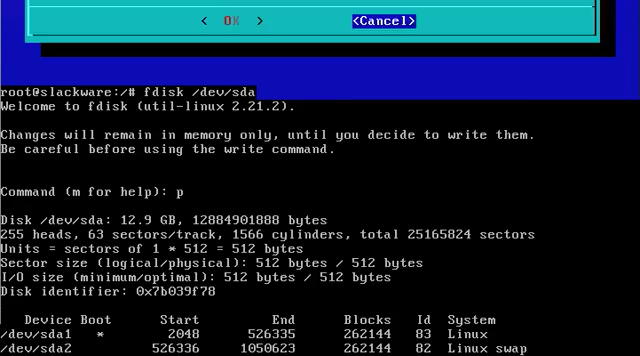 < OK > <Cancel>
root@slackware:/# fdisk /dev/sda
Welcome to fdisk (util-linux 2.21.2).
Changes will remain in memory only, until you decide to write them.
Be careful before using the write command.
Command (m for help): p
Disk /dev/sda: 12.9 GB, 12884901888 bytes
255 heads, 63 sectors/track, 1566 cylinders, total 25165824 sectors
Units = sectors of 1 * 512 = 512 bytes
Sector size (logical/physical): 512 bytes / 512 bytes
I/O size (minimum/optimal): 512 bytes / 512 bytes
Disk identifier: 0x7b039f78
Device Boot Start End Blocks Id System
/dev/sda1 * 2048 526335 262144 83 Linux
/dev/sda2 526336 1050623 262144 82 Linux swap